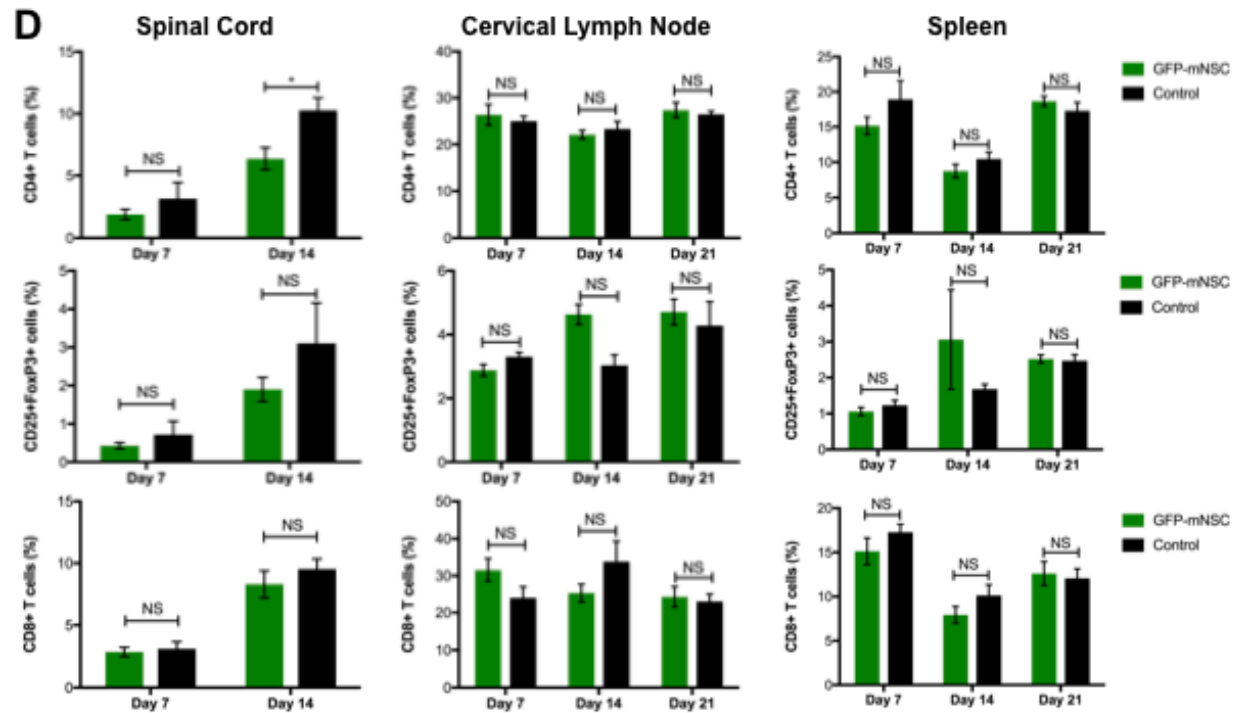 D
Spinal Cord
Cervical Lymph Node
Spleen
CD4+ T cells (%)
15
10
5
0
NS
*
Day 7
Day 14
CD4+ T cells (%)
40
30
20
10
0
NS
NS
NS
Day 7
Day 14
Day 21
CD4+ T cells (%)
25
20
15
10
5
0
NS
NS
NS
Day 7
Day 14
Day 21
GFP-mNSC
Control
CD25+FoxP3+ cells (%)
5
4
3
2
1
0
NS
NS
Day 7
Day 14
CD25+FoxP3+ cells (%)
6
4
2
0
NS
NS
NS
Day 7
Day 14
Day 21
CD25+FoxP3+ cells (%)
5
4
3
2
1
0
NS
NS
NS
Day 7
Day 14
Day 21
GFP-mNSC
Control
CD8+ T cells (%)
15
10
5
0
NS
NS
Day 7
Day 14
CD8+ T cells (%)
50
40
30
20
10
0
NS
NS
NS
Day 7
Day 14
Day 21
CD8+ T cells (%)
20
15
10
5
0
NS
NS
NS
Day 7
Day 14
Day 21
GFP-mNSC
Control